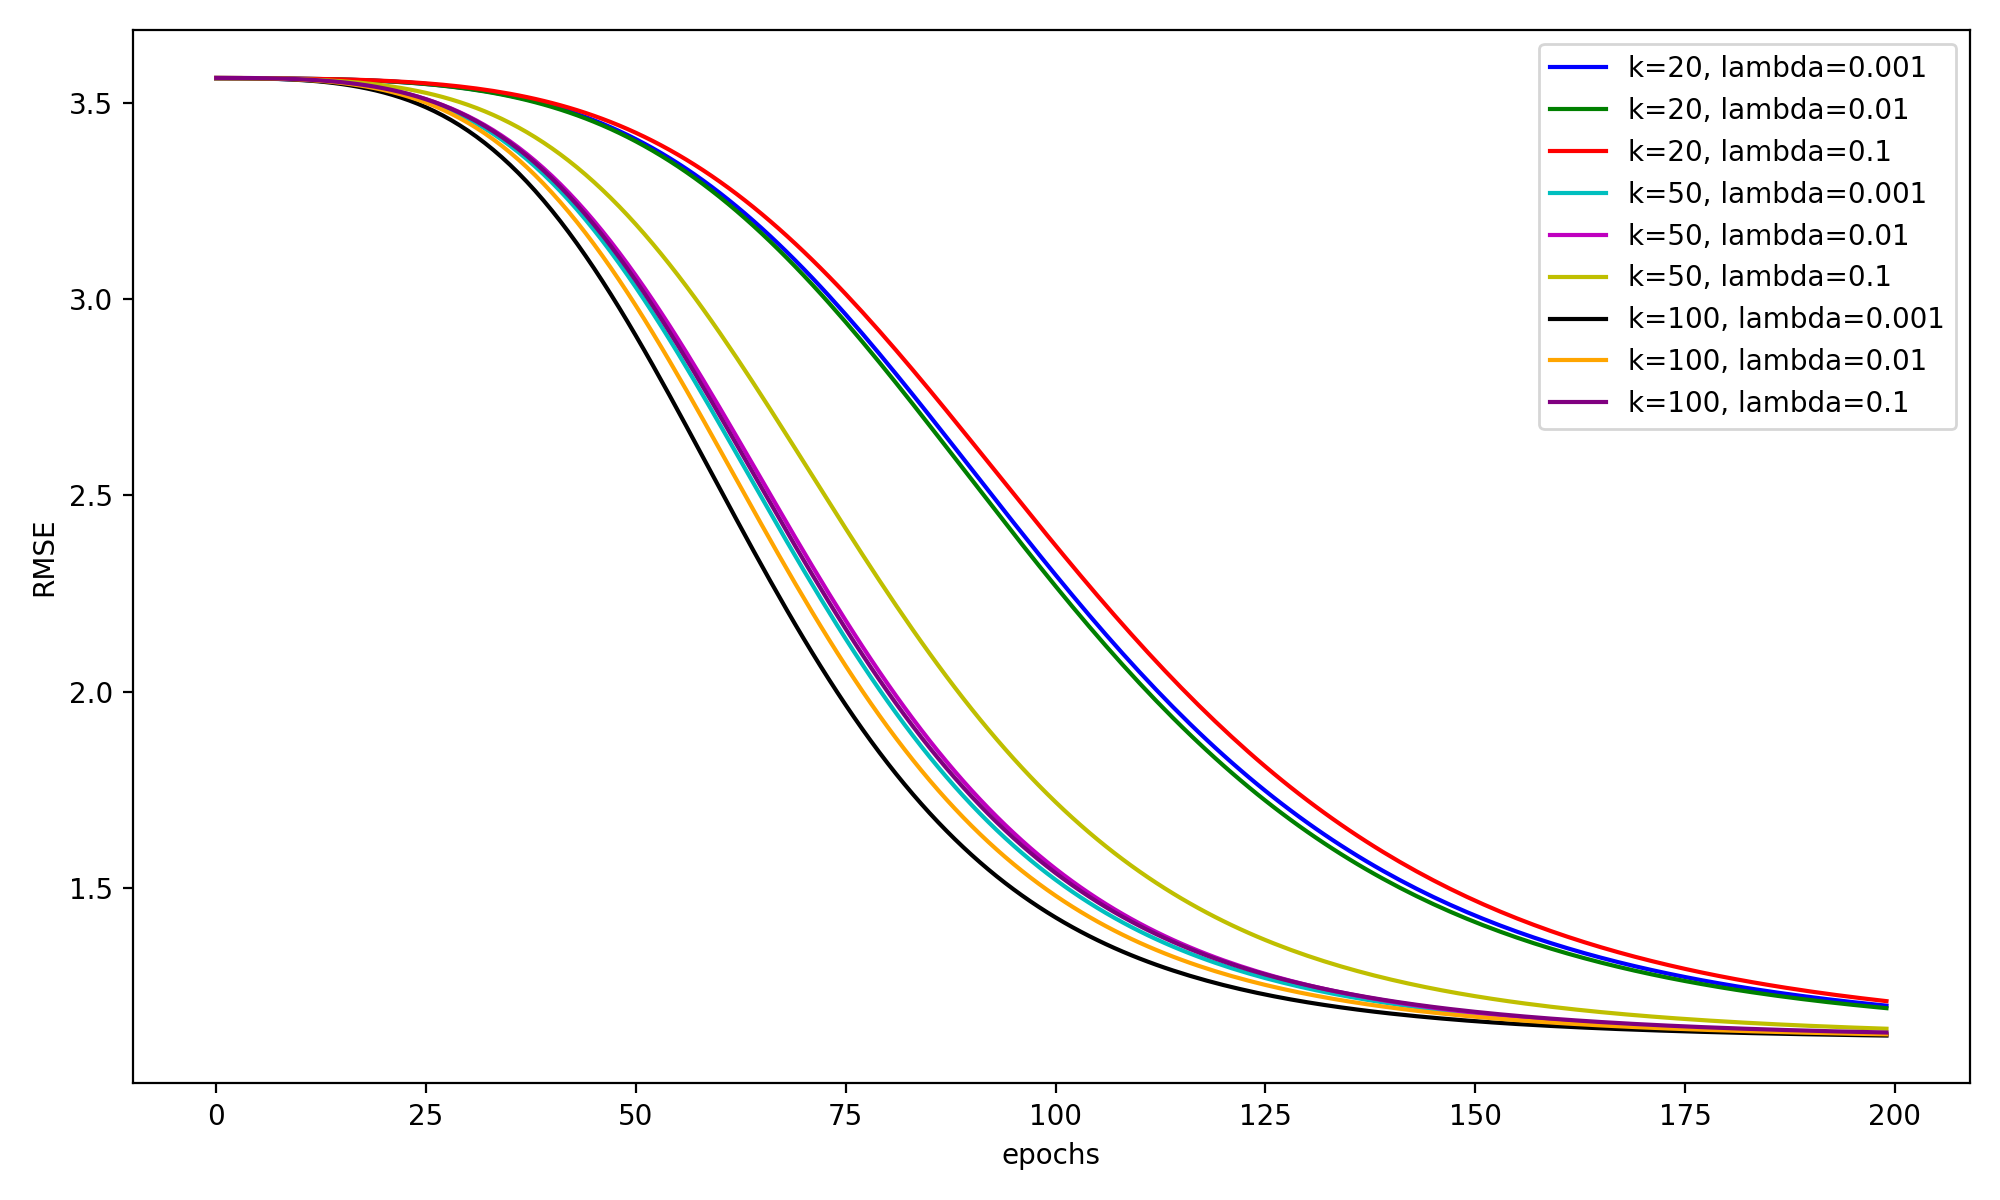 3.5
3.0
2.5
2.0
1.5
RMSE
0 25 50 75 100 125 150 175 200
epochs
k=20, lambda=0.001
k=20, lambda=0.01
k=20, lambda=0.1
k=50, lambda=0.001
k=50, lambda=0.01
k=50, lambda=0.1
k=100, lambda=0.001
k=100, lambda=0.01
k=100, lambda=0.1